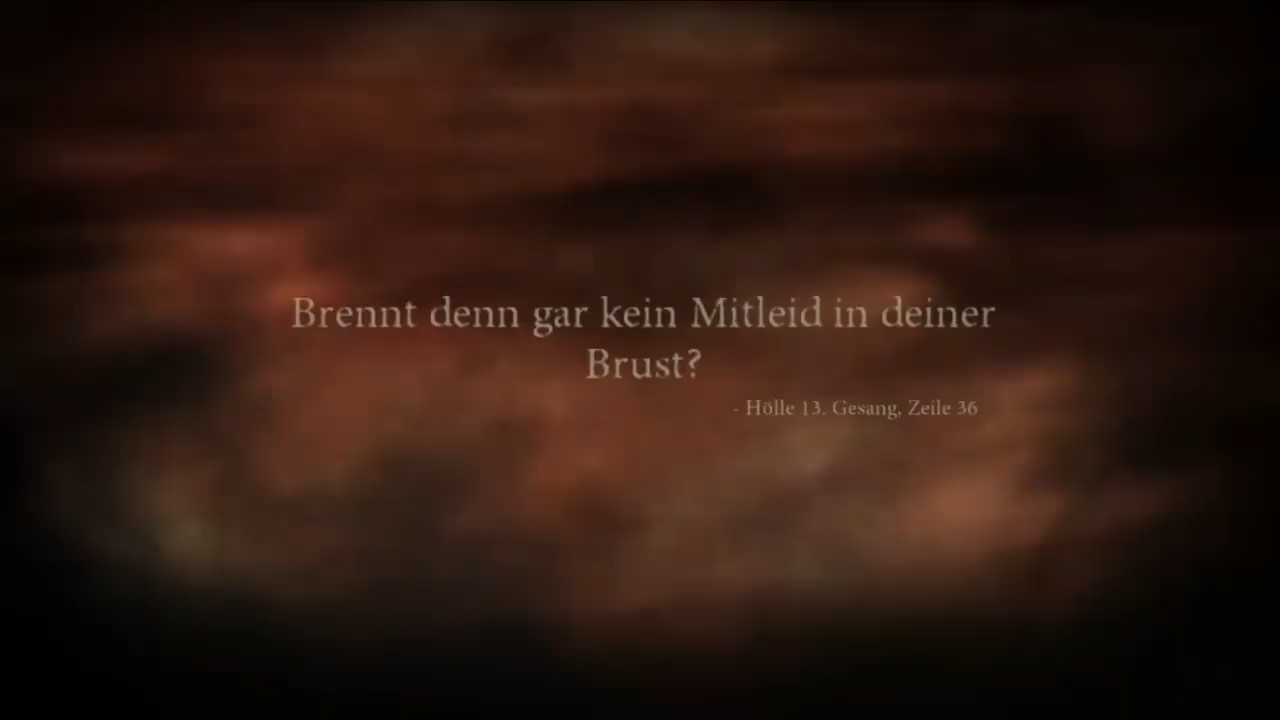 Brennt denn gar kein Mitleid in deiner
Brust?
- Hölle 13. Gesang, Zeile 36